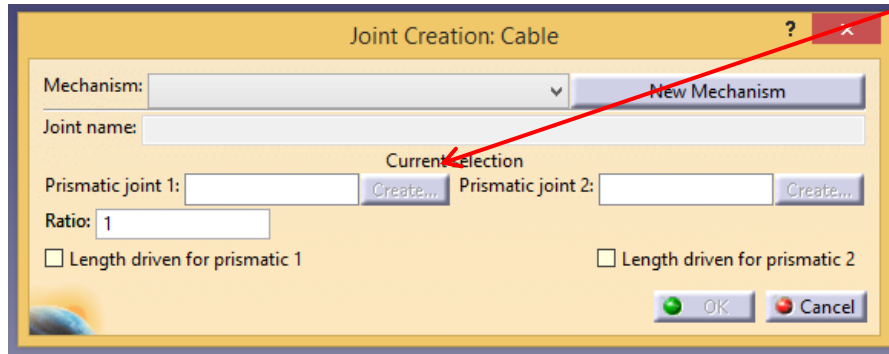 Joint Creation: Cable ? x
Mechanism: New Mechanism
Joint name:
Current selection
Prismatic joint 1: Create... Prismatic joint 2: Create...
Ratio: 1
Length driven for prismatic 1 Length driven for prismatic 2
OK Cancel